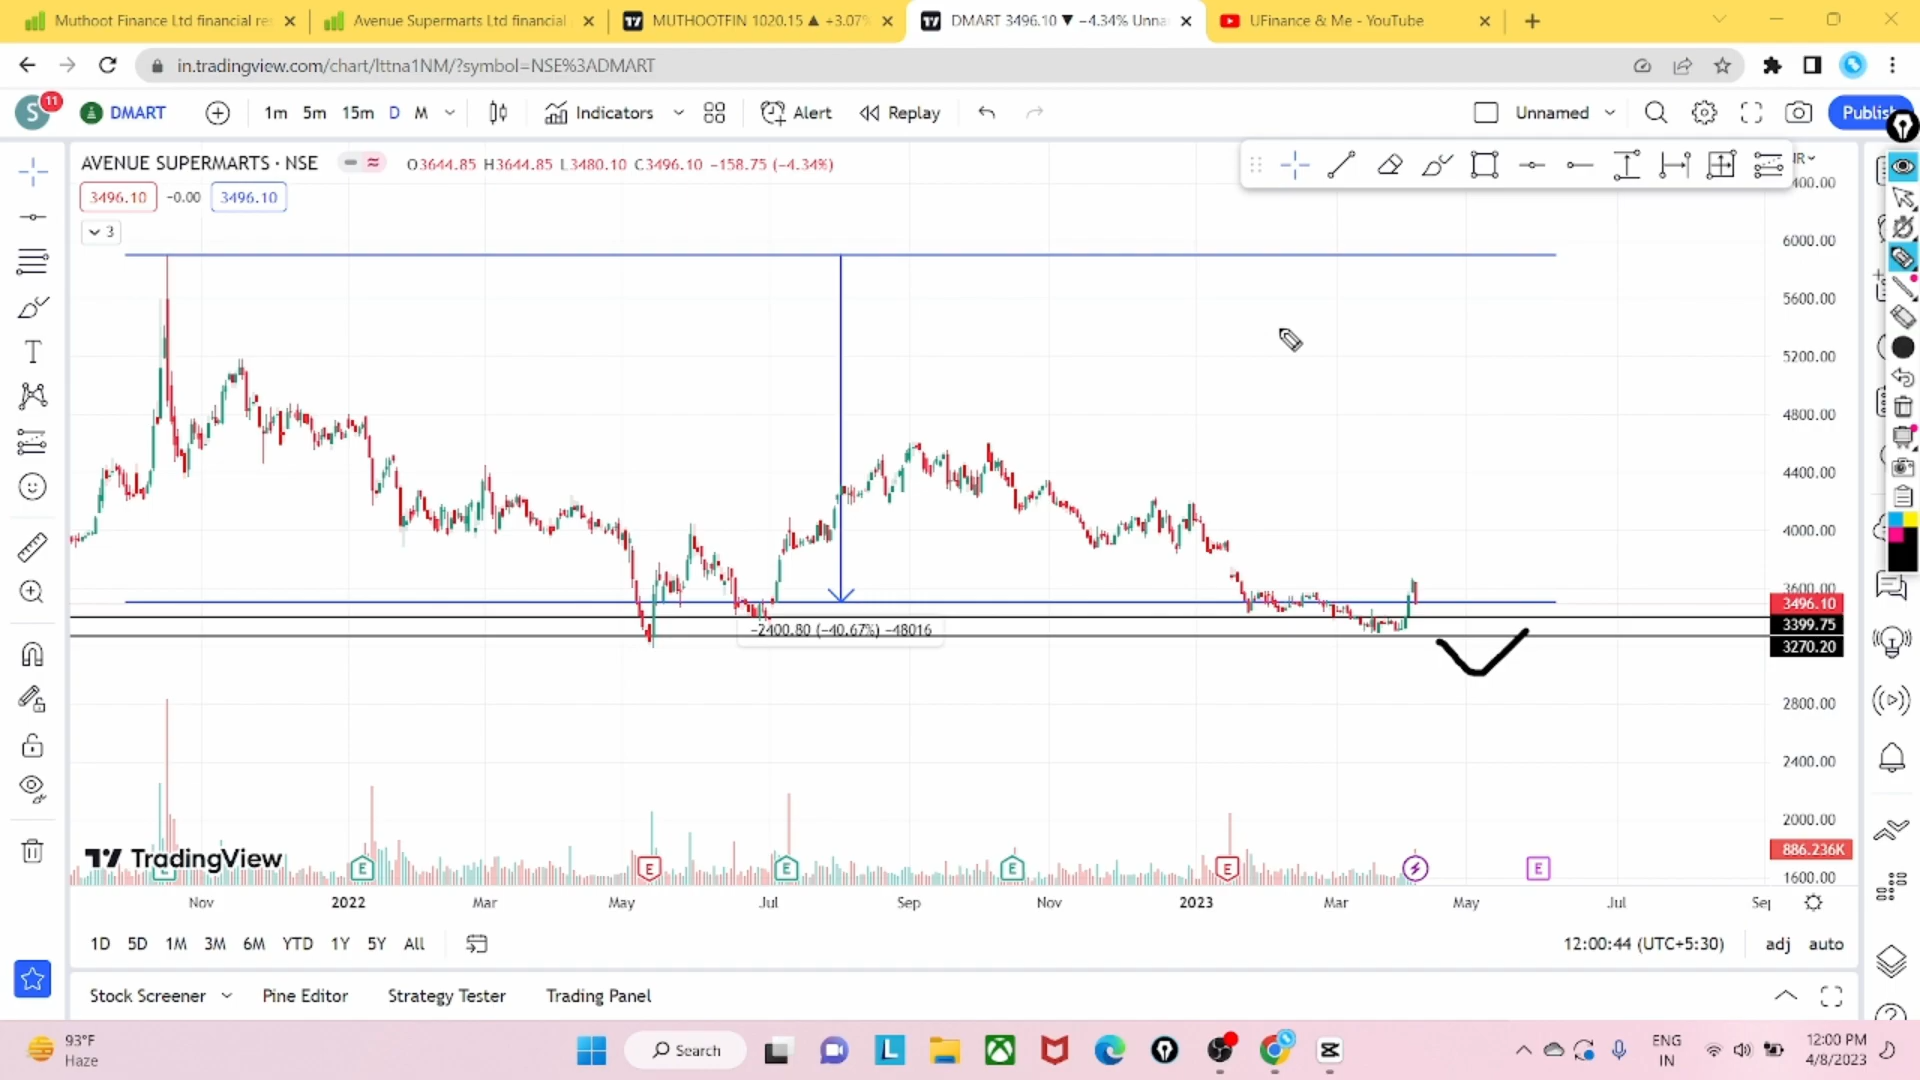 Muthoot Finance Ltd financial re
Avenue Supermarts Ltd financial
MUTHOOTFIN 1020.15 ▲ +3.07%
DMART 3496.10 ▼ −4.34% Unna
UFinance & Me - YouTube
in.tradingview.com/chart/lttna1NM/?symbol=NSE%3ADMART
S 11 DMART 1m 5m 15m D M Indicators Alert Replay Unnamed Publis
AVENUE SUPERMARTS · NSE O3644.85 H3644.85 L3480.10 C3496.10 −158.75 (−4.34%)
3496.10 −0.00 3496.10
3
6000.00
5600.00
5200.00
4800.00
4400.00
4000.00
3600.00
3496.10
3399.75
3270.20
−2400.80 (−40.67%) −48016
2800.00
2400.00
2000.00
886.236K
1600.00
TradingView
E E E E E E
Nov 2022 Mar May Jul Sep Nov 2023 Mar May Jul Sep
1D 5D 1M 3M 6M YTD 1Y 5Y All
12:00:44 (UTC+5:30) adj auto
Stock Screener Pine Editor Strategy Tester Trading Panel
93°F
Haze
Search
ENG
IN
12:00 PM
4/8/2023